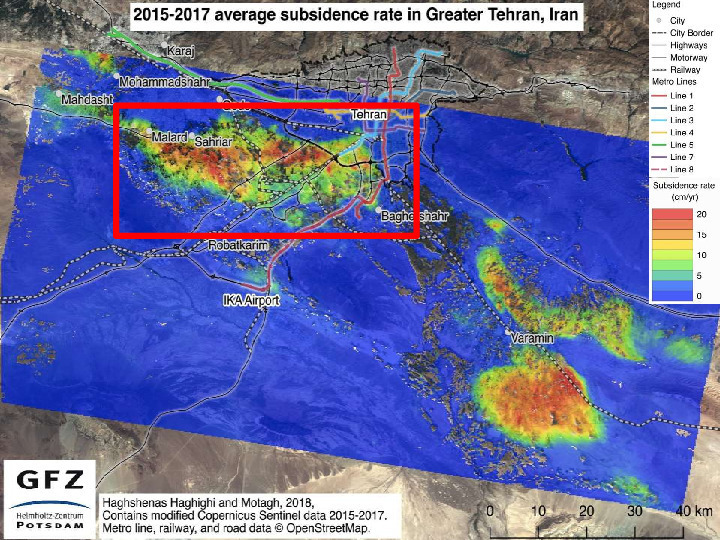 2015-2017 average subsidence rate in Greater Tehran, Iran
Legend
City
City Border
Highways
Motorway
Railway
Metro Lines
Line 1
Line 2
Line 3
Line 4
Line 5
Line 7
Line 8
Subsidence rate
(cm/yr)
20
15
10
5
0
Karaj
Mohammadshahr
Mahdasht
Tehran
Malard
Sahriar
Baghershahr
Robatkarim
IKA Airport
Varamin
GFZ
Helmholtz-Zentrum
POTSDAM
Haghshenas Haghighi and Motagh, 2018,
Contains modified Copernicus Sentinel data 2015-2017.
Metro line, railway, and road data © OpenStreetMap.
0 10 20 30 40 km